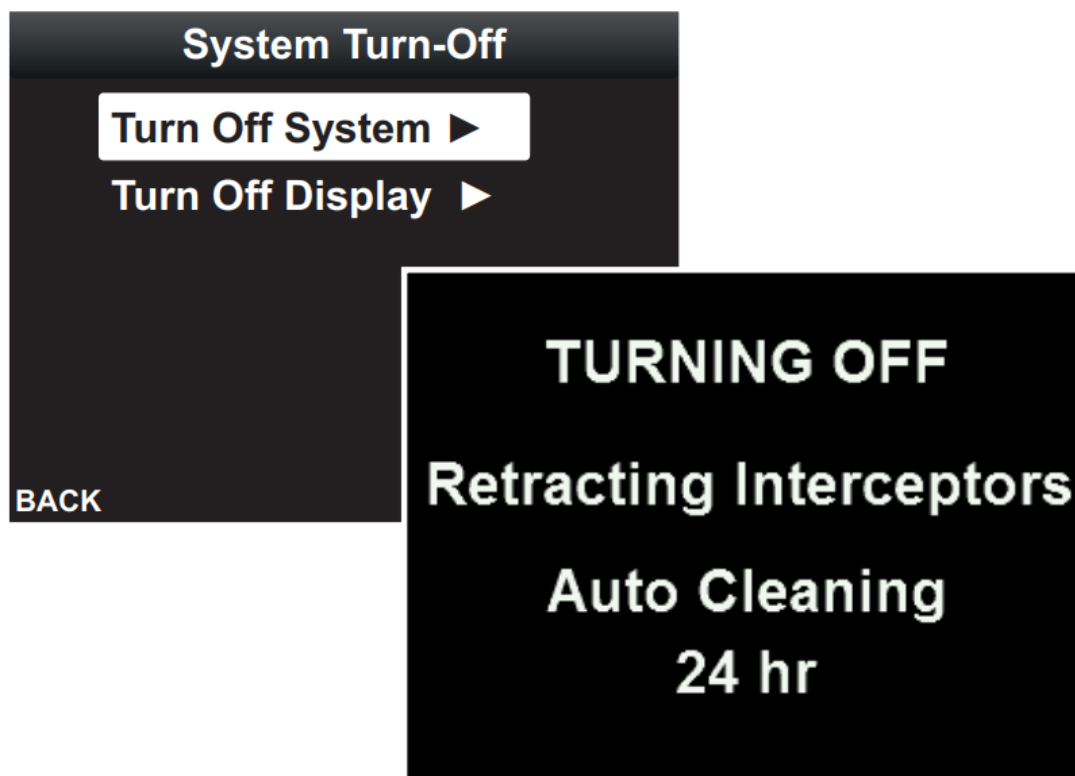 System Turn-Off
Turn Off System ►
Turn Off Display ►
BACK
TURNING OFF
Retracting Interceptors
Auto Cleaning
24 hr